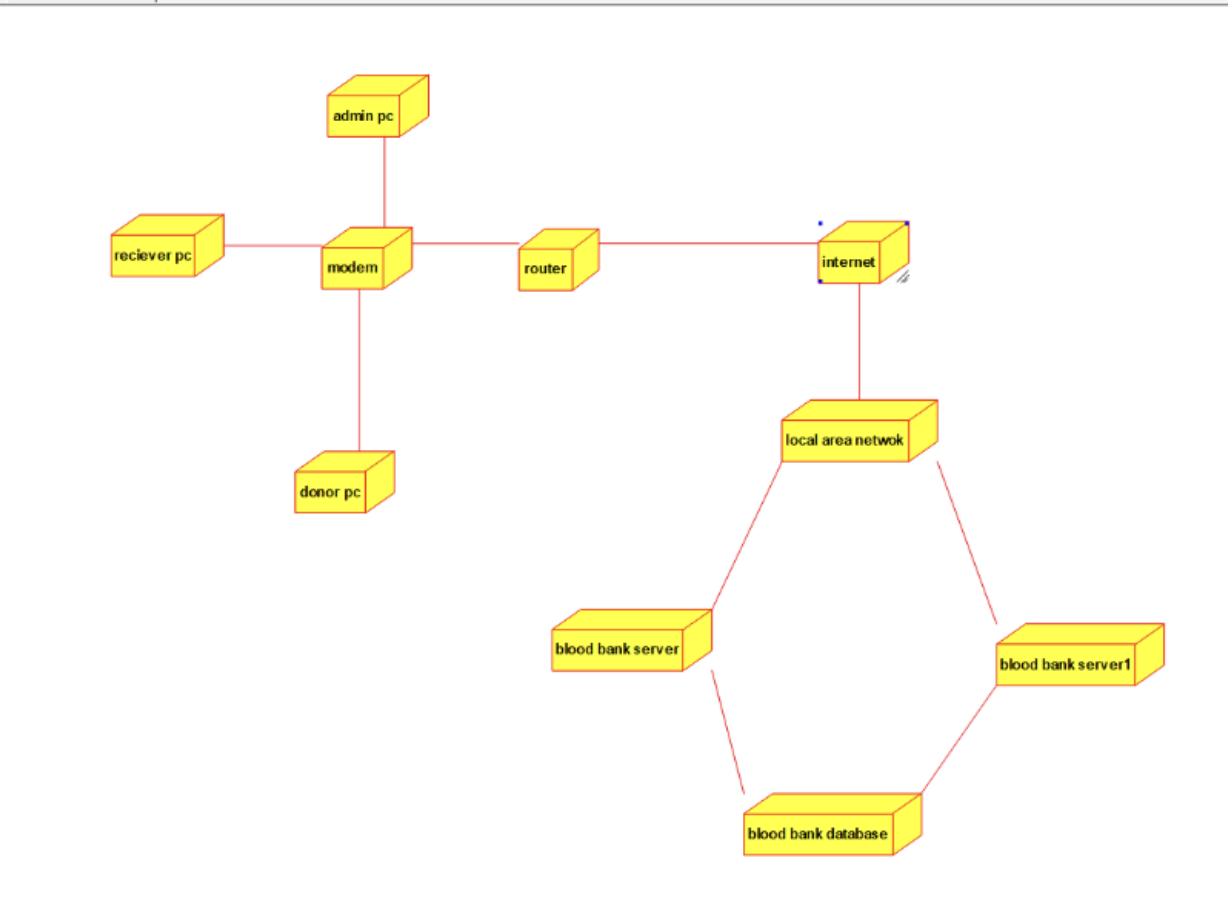 admin pc
reciever pc
modem
router
internet
local area netwok
donor pc
blood bank server
blood bank server1
blood bank database